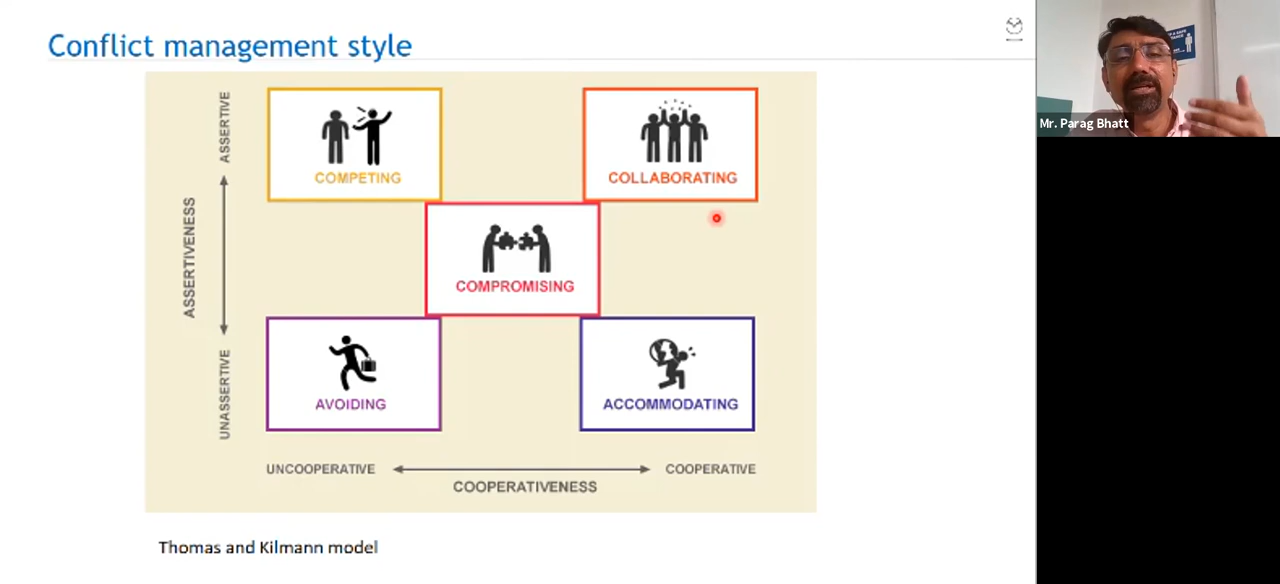 Conflict management style
ASSERTIVE
COMPETING
COLLABORATING
ASSERTIVENESS
COMPROMISING
UNASSERTIVE
AVOIDING
ACCOMMODATING
UNCOOPERATIVE
COOPERATIVE
COOPERATIVENESS
Thomas and Kilmann model
Mr. Parag Bhatt